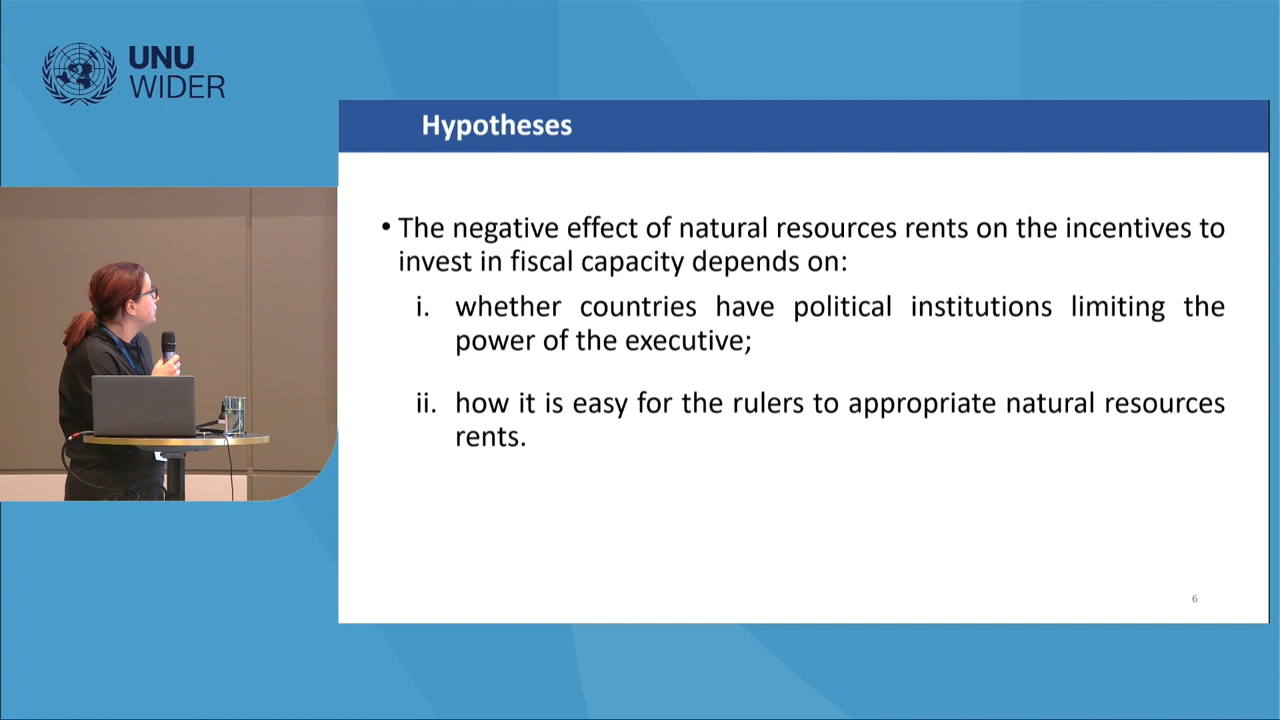 UNU
WIDER
Hypotheses
• The negative effect of natural resources rents on the incentives to
invest in fiscal capacity depends on:
i. whether countries have political institutions limiting the
power of the executive;
ii. how it is easy for the rulers to appropriate natural resources
rents.
6